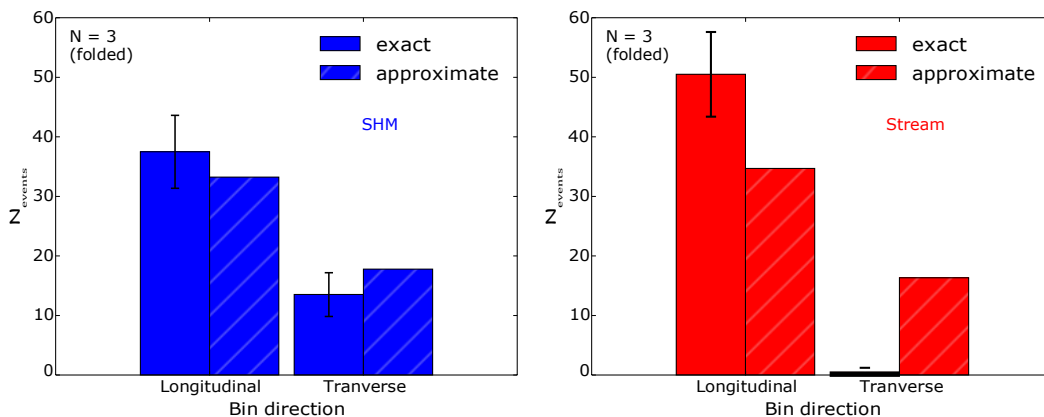 60
50
40
30
20
10
0
N_events
N = 3
(folded)
exact
approximate
SHM
Longitudinal
Tranverse
Bin direction
60
50
40
30
20
10
0
N_events
N = 3
(folded)
exact
approximate
Stream
Longitudinal
Tranverse
Bin direction